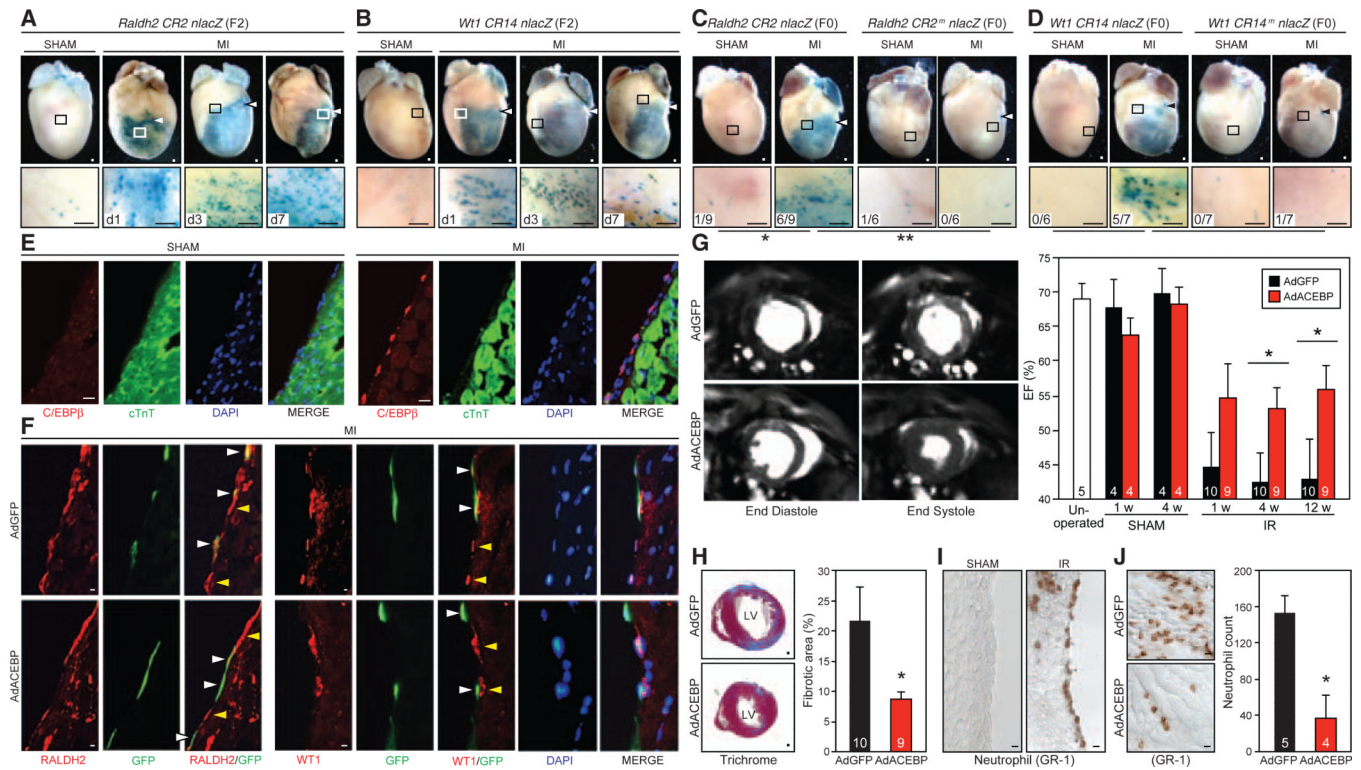 A
Raldh2 CR2 nlacZ (F2)
SHAM
MI
d1
d3
d7
B
Wt1 CR14 nlacZ (F2)
SHAM
MI
d1
d3
d7
C
Raldh2 CR2 nlacZ (F0)
Raldh2 CR2ᵐ nlacZ (F0)
SHAM
MI
SHAM
MI
1/9
6/9
1/6
0/6
*
**
D
Wt1 CR14 nlacZ (F0)
Wt1 CR14ᵐ nlacZ (F0)
SHAM
MI
SHAM
MI
0/6
5/7
0/7
1/7
E
SHAM
MI
C/EBPβ
cTnT
DAPI
MERGE
C/EBPβ
cTnT
DAPI
MERGE
F
MI
AdGFP
AdACEBP
RALDH2
GFP
RALDH2/GFP
WT1
GFP
WT1/GFP
DAPI
MERGE
G
AdGFP
AdACEBP
End Diastole
End Systole
EF (%)
75
70
65
60
55
50
45
40
AdGFP
AdACEBP
*
*
5
4
4
4
4
10
9
10
9
10
9
Un-
operated
1 w
4 w
1 w
4 w
12 w
SHAM
IR
H
AdGFP
AdACEBP
LV
LV
Trichrome
Fibrotic area (%)
30
25
20
15
10
5
0
*
10
9
AdGFP AdACEBP
I
SHAM
IR
Neutrophil (GR-1)
J
AdGFP
AdACEBP
(GR-1)
Neutrophil count
200
160
120
80
40
0
*
5
4
AdGFP AdACEBP